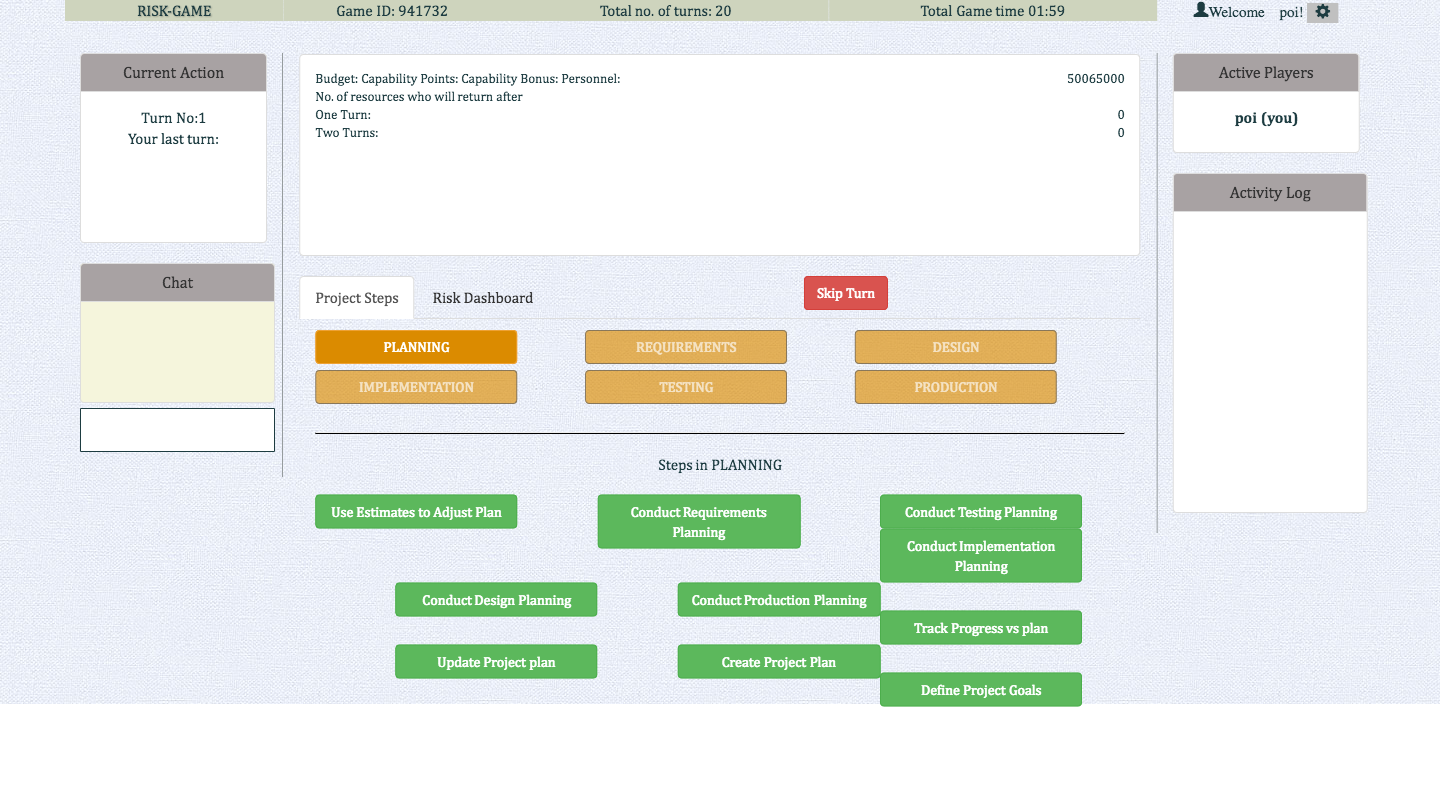 RISK-GAME Game ID: 941732 Total no. of turns: 20 Total Game time 01:59 Welcome poi!
Current Action
Turn No:1
Your last turn:
Chat
Budget: Capability Points: Capability Bonus: Personnel: 50065000
No. of resources who will return after
One Turn: 0
Two Turns: 0
Project Steps Risk Dashboard Skip Turn
PLANNING REQUIREMENTS DESIGN
IMPLEMENTATION TESTING PRODUCTION
Steps in PLANNING
Use Estimates to Adjust Plan
Conduct Requirements
Planning
Conduct Testing Planning
Conduct Implementation
Planning
Conduct Design Planning
Conduct Production Planning
Track Progress vs plan
Update Project plan
Create Project Plan
Define Project Goals
Active Players
poi (you)
Activity Log